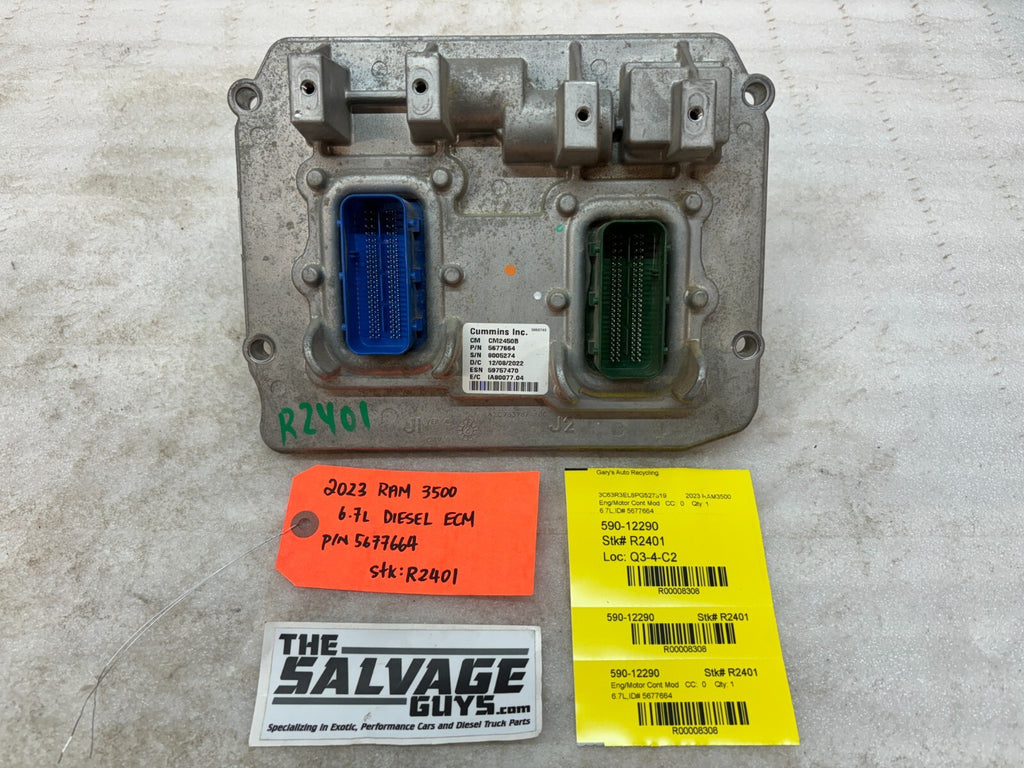 Cummins Inc.
CM CM2450B
P/N 5677664
S/N 8005274
D/C 12/08/2022
ESN 59757470
E/C IA80077.04
R2401
J1
J2
2023 RAM 3500
6.7L DIESEL ECM
P/N 5677664
Stk: R2401
Gary's Auto Recycling
2023 RAM3500
Eng/Motor Cont Mod CC: 0 Qty: 1
6.7L,ID# 5677664
590-12290
Stk# R2401
Loc: Q3-4-C2
R00008308
590-12290 Stk# R2401
R00008308
590-12290 Stk# R2401
Eng/Motor Cont Mod CC: 0 Qty: 1
6.7L,ID# 5677664
R00008308
THE
SALVAGE
GUYS.com
Specializing in Exotic, Performance Cars and Diesel Truck Parts